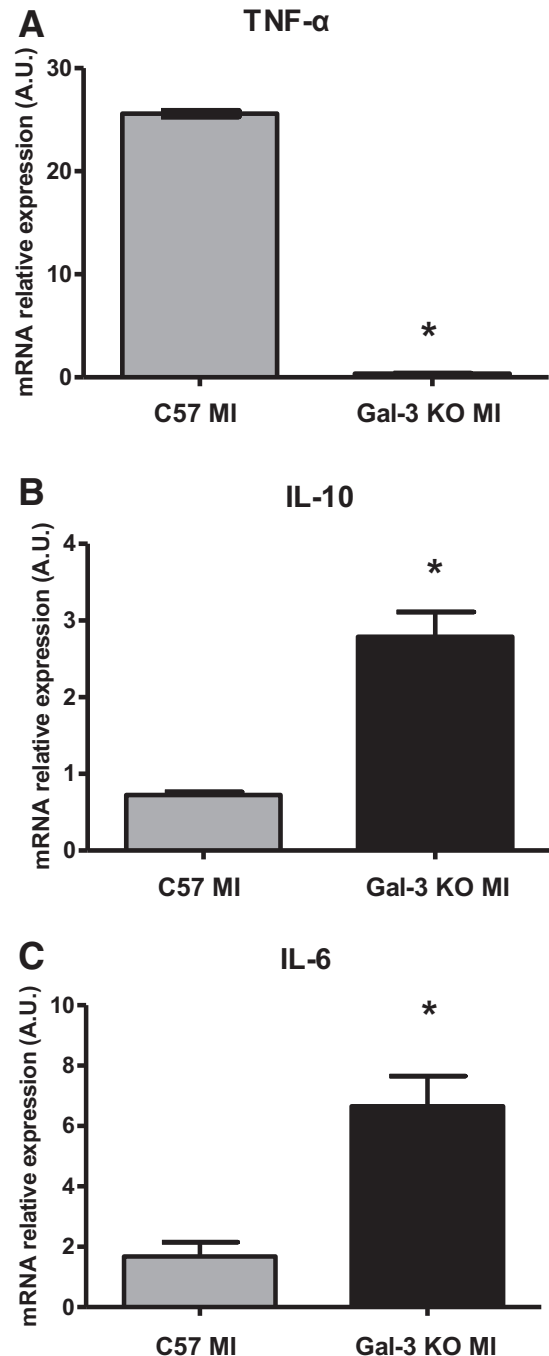 A
TNF-α
mRNA relative expression (A.U.)
30
20
10
0
*
C57 MI
Gal-3 KO MI
B
IL-10
mRNA relative expression (A.U.)
4
3
2
1
0
*
C57 MI
Gal-3 KO MI
C
IL-6
mRNA relative expression (A.U.)
10
8
6
4
2
0
*
C57 MI
Gal-3 KO MI